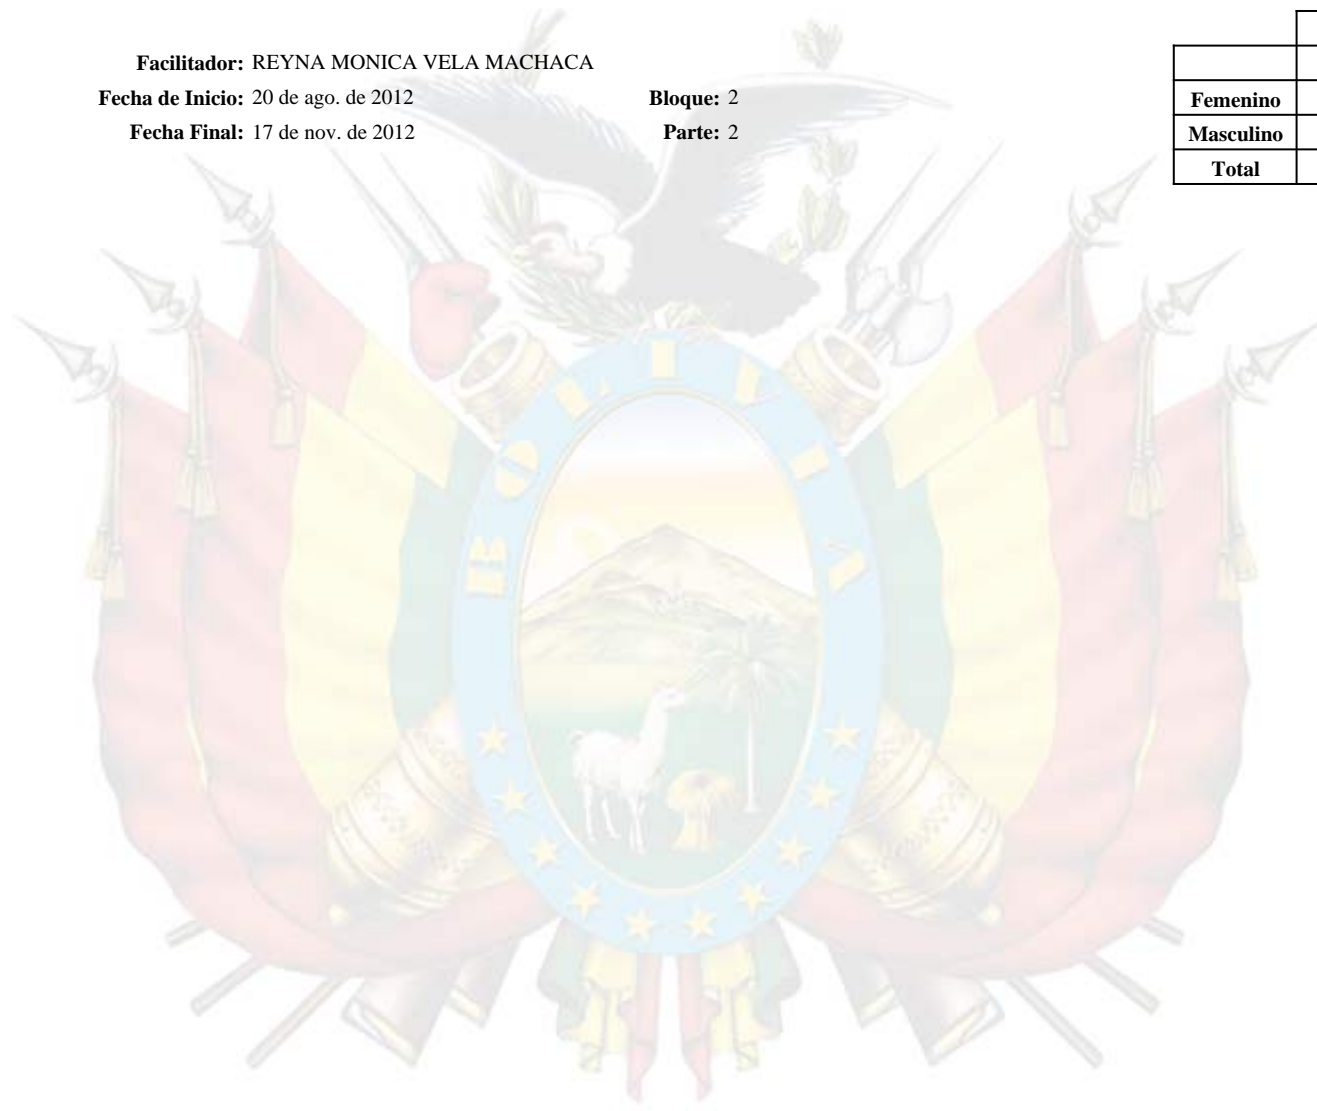 Facilitador: REYNA MONICA VELA MACHACA
Fecha de Inicio: 20 de ago. de 2012 Bloque: 2
Fecha Final: 17 de nov. de 2012 Parte: 2
Femenino
Masculino
Total
BOLIVIA